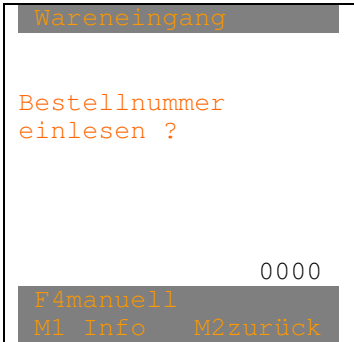 Wareneingang
Bestellnummer
einlesen ?
0000
F4manuell
M1 Info M2zurück